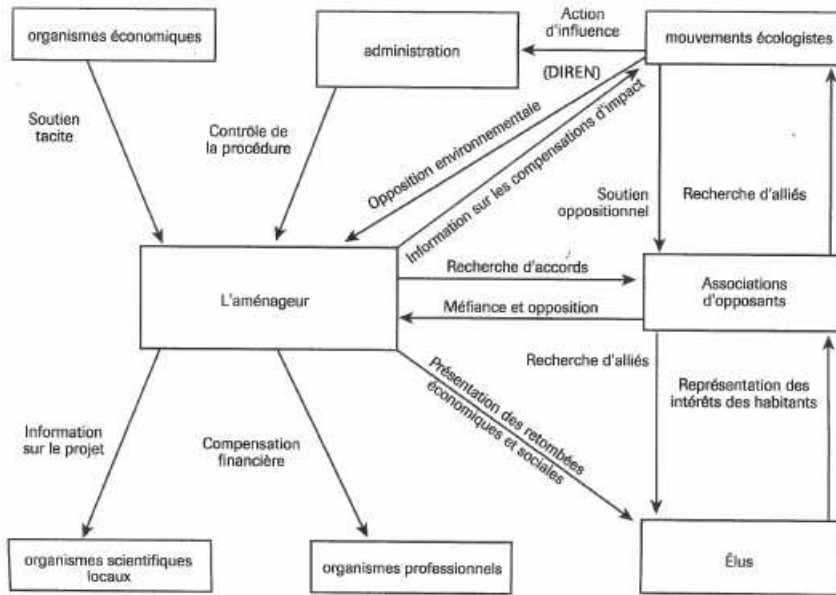 organismes économiques
administration
Action
d'influence
mouvements écologistes
(DIREN)
Soutien
tacite
Contrôle de
la procédure
Opposition environnementale
Information sur les compensations d'impact
Soutien
oppositionnel
Recherche d'alliés
L'aménageur
Recherche d'accords
Méfiance et opposition
Associations
d'opposants
Recherche d'alliés
Représentation des
intérêts des habitants
Présentation des retombées
économiques et sociales
Information
sur le projet
Compensation
financière
organismes scientifiques
locaux
organismes professionnels
Élus